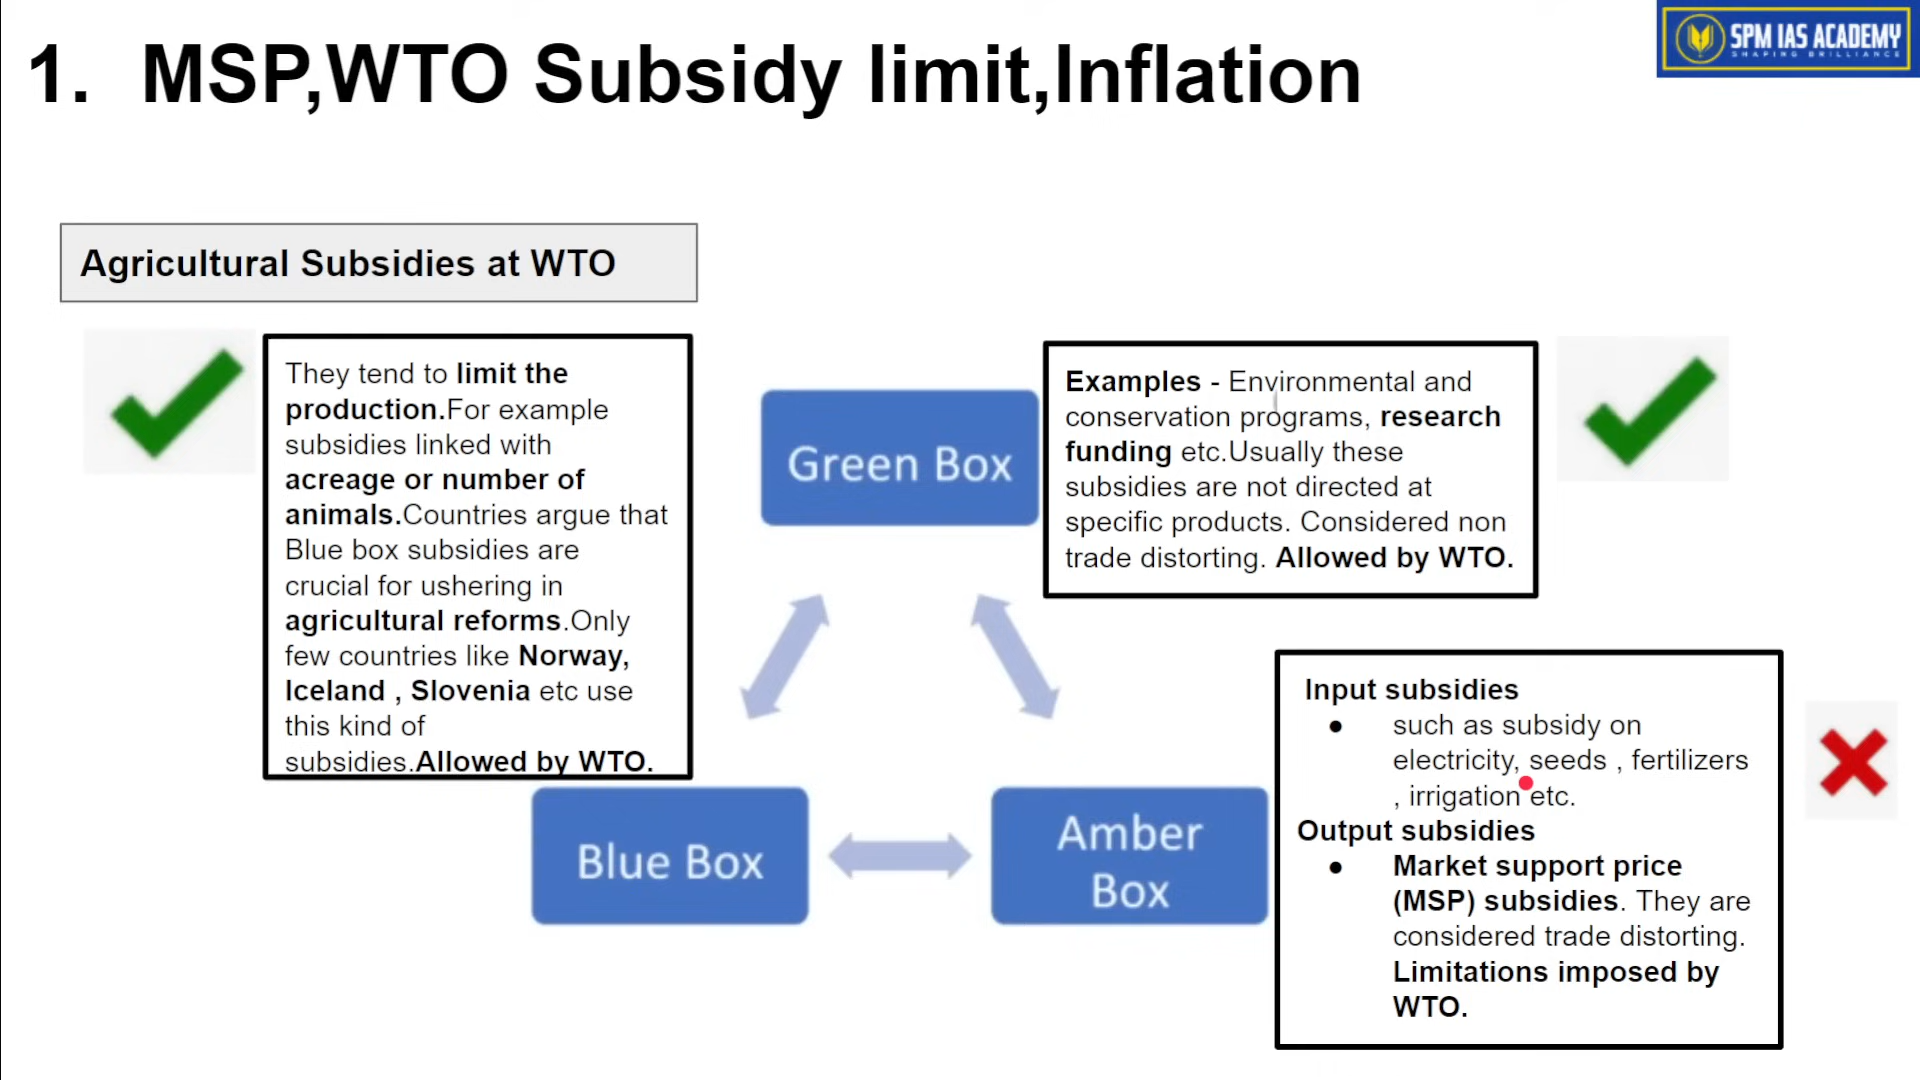 1. MSP,WTO Subsidy limit,Inflation
SPM IAS ACADEMY
SHAPING BRILLIANCE
Agricultural Subsidies at WTO
They tend to limit the
production.For example
subsidies linked with
acreage or number of
animals.Countries argue that
Blue box subsidies are
crucial for ushering in
agricultural reforms.Only
few countries like Norway,
Iceland , Slovenia etc use
this kind of
subsidies.Allowed by WTO.
Green Box
Examples - Environmental and
conservation programs, research
funding etc.Usually these
subsidies are not directed at
specific products. Considered non
trade distorting. Allowed by WTO.
Blue Box
Amber
Box
Input subsidies
● such as subsidy on
electricity, seeds , fertilizers
, irrigation etc.
Output subsidies
● Market support price
(MSP) subsidies. They are
considered trade distorting.
Limitations imposed by
WTO.